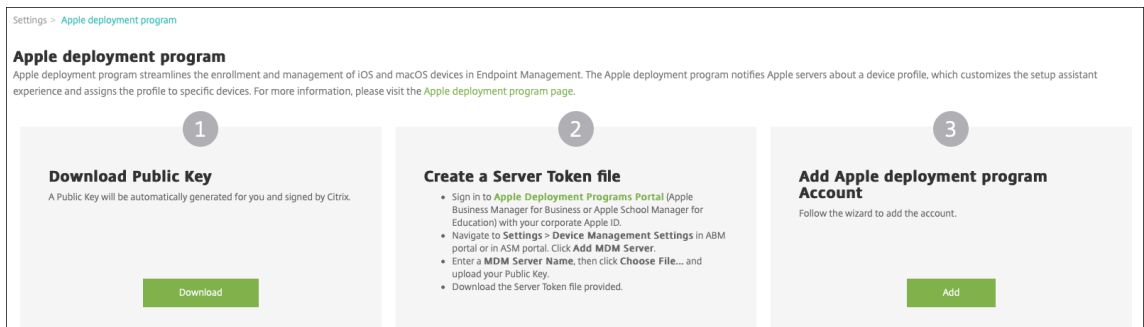 Settings > Apple deployment program
Apple deployment program
Apple deployment program streamlines the enrollment and management of iOS and macOS devices in Endpoint Management. The Apple deployment program notifies Apple servers about a device profile, which customizes the setup assistant
experience and assigns the profile to specific devices. For more information, please visit the Apple deployment program page.
1
Download Public Key
A Public Key will be automatically generated for you and signed by Citrix.
Download
2
Create a Server Token file
• Sign in to Apple Deployment Programs Portal (Apple
Business Manager for Business or Apple School Manager for
Education) with your corporate Apple ID.
• Navigate to Settings > Device Management Settings in ABM
portal or in ASM portal. Click Add MDM Server.
• Enter a MDM Server Name, then click Choose File... and
upload your Public Key.
• Download the Server Token file provided.
3
Add Apple deployment program
Account
Follow the wizard to add the account.
Add